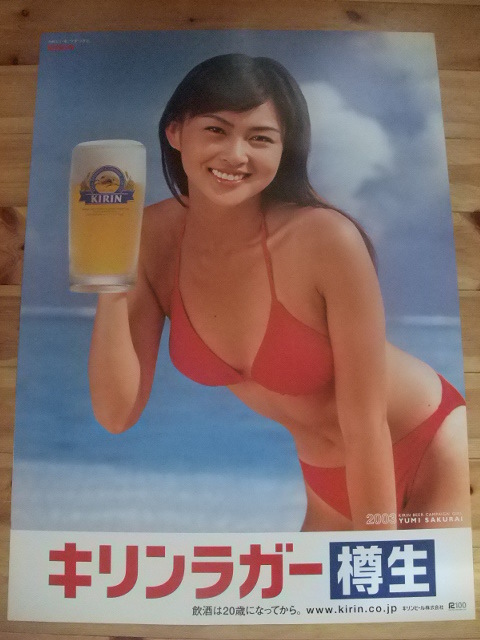 KIRIN
2003 KIRIN BEER CAMPAIGN GIRL
YUMI SAKURAI
キリンラガー 樽生
飲酒は20歳になってから。 www.kirin.co.jp キリンビール株式会社